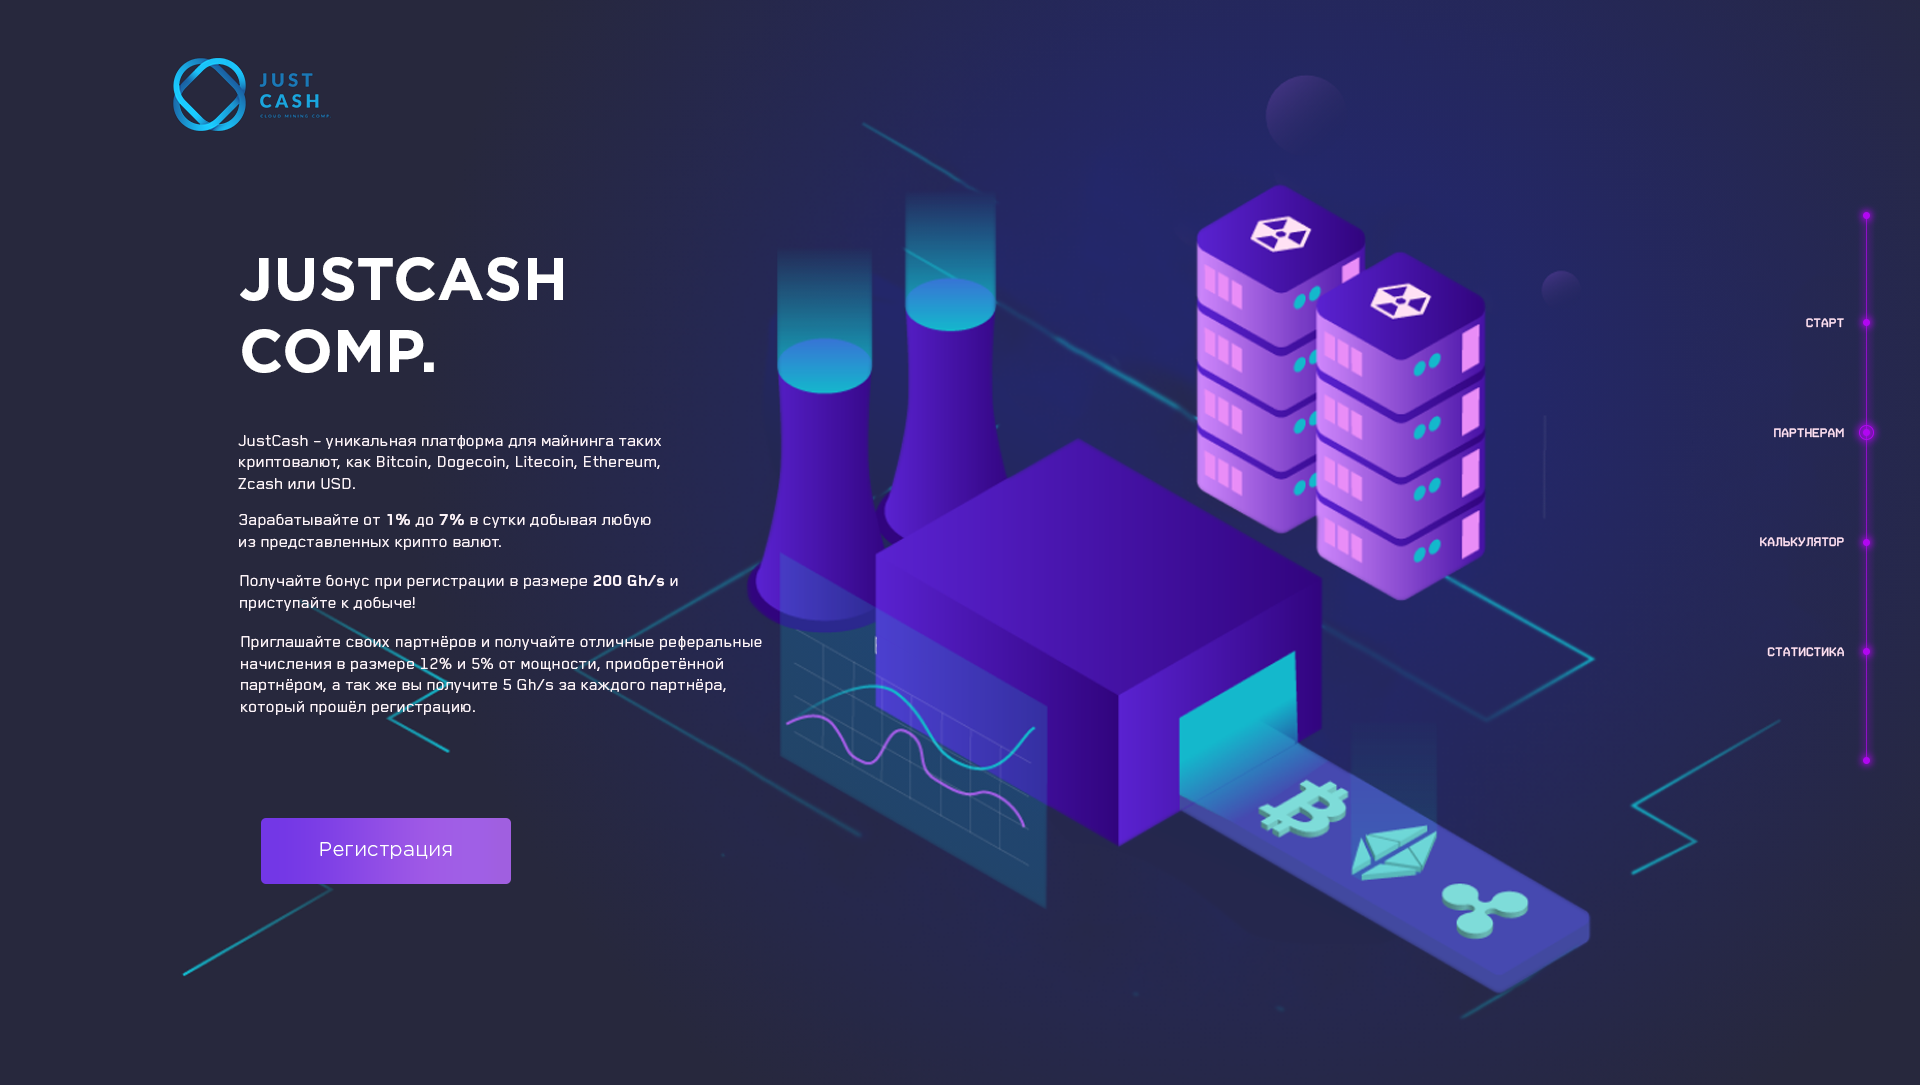 JUST
CASH
CLOUD MINING COMP.
JUSTCASH
COMP.
JustCash – уникальная платформа для майнинга таких
криптовалют, как Bitcoin, Dogecoin, Litecoin, Ethereum,
Zcash или USD.
Зарабатывайте от 1% до 7% в сутки добывая любую
из представленных крипто валют.
Получайте бонус при регистрации в размере 200 Gh/s и
приступайте к добыче!
Приглашайте своих партнёров и получайте отличные реферальные
начисления в размере 12% и 5% от мощности, приобретённой
партнёром, а так же вы получите 5 Gh/s за каждого партнёра,
который прошёл регистрацию.
Регистрация
СТАРТ
ПАРТНЕРАМ
КАЛЬКУЛЯТОР
СТАТИСТИКА